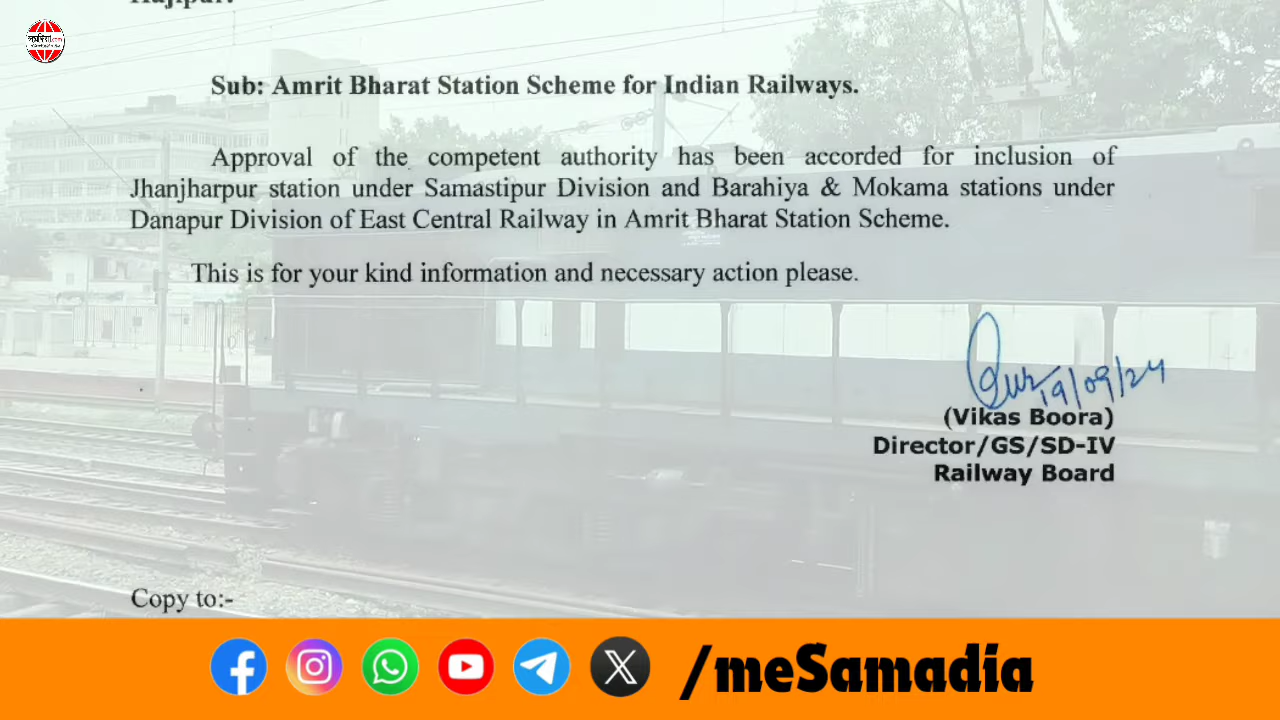 Hajipur.
Sub: Amrit Bharat Station Scheme for Indian Railways.
Approval of the competent authority has been accorded for inclusion of
Jhanjharpur station under Samastipur Division and Barahiya & Mokama stations under
Danapur Division of East Central Railway in Amrit Bharat Station Scheme.
This is for your kind information and necessary action please.
19/09/24
(Vikas Boora)
Director/GS/SD-IV
Railway Board
Copy to:-
/meSamadia